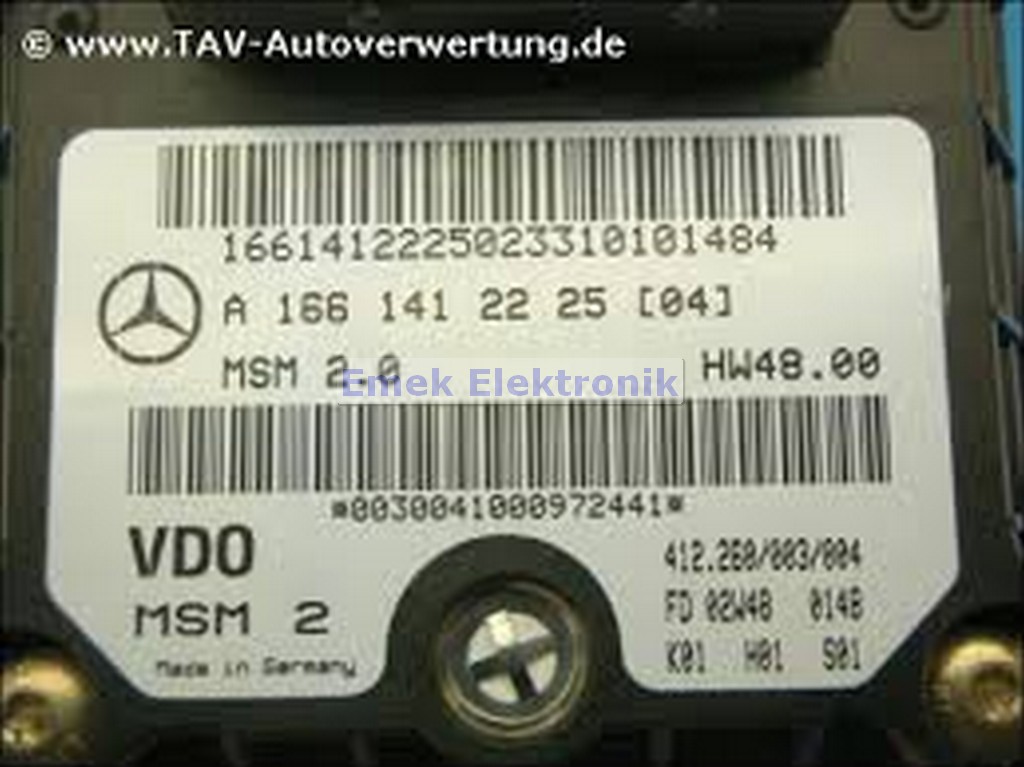 © www.TAV-Autoverwertung.de
1661412225023310101484
A 166 141 22 25 [04]
MSM 2.0 HW48.00
Emek Elektronik
*0030041000972441*
VDO
412.260/003/004
MSM 2
FD 02W48 0148
Made in Germany
K01 H01 S01